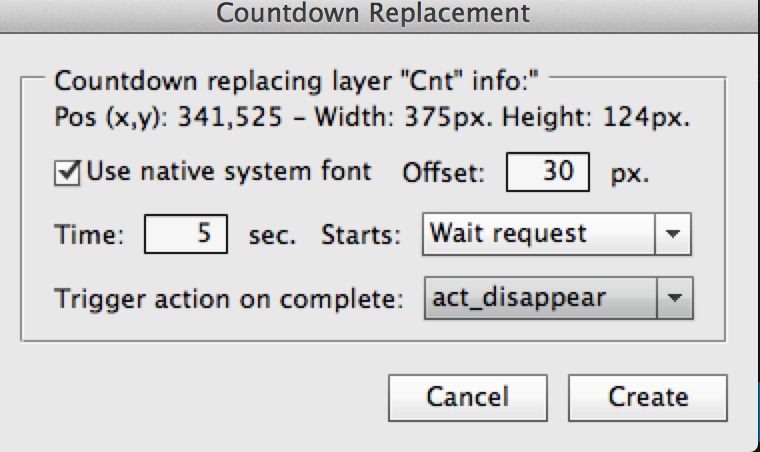 Countdown Replacement
Countdown replacing layer "Cnt" info:"
Pos (x,y): 341,525 – Width: 375px. Height: 124px.
Use native system font Offset: 30 px.
Time: 5 sec. Starts: Wait request
Trigger action on complete: act_disappear
Cancel Create